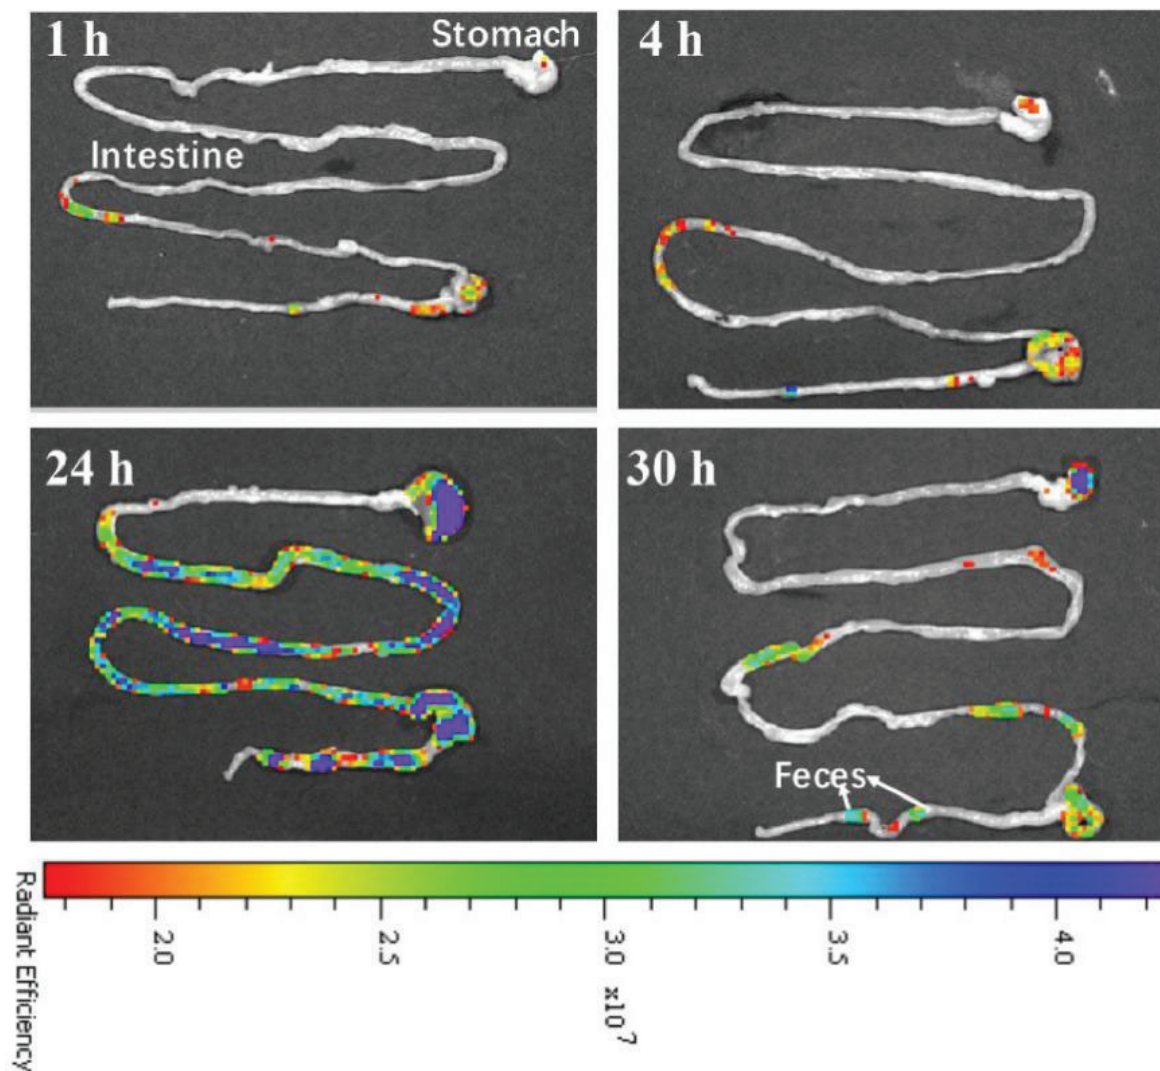 1 h
Stomach
Intestine
4 h
24 h
30 h
Feces
2.0
2.5
3.0
3.5
4.0
x10⁷
Radiant Efficiency